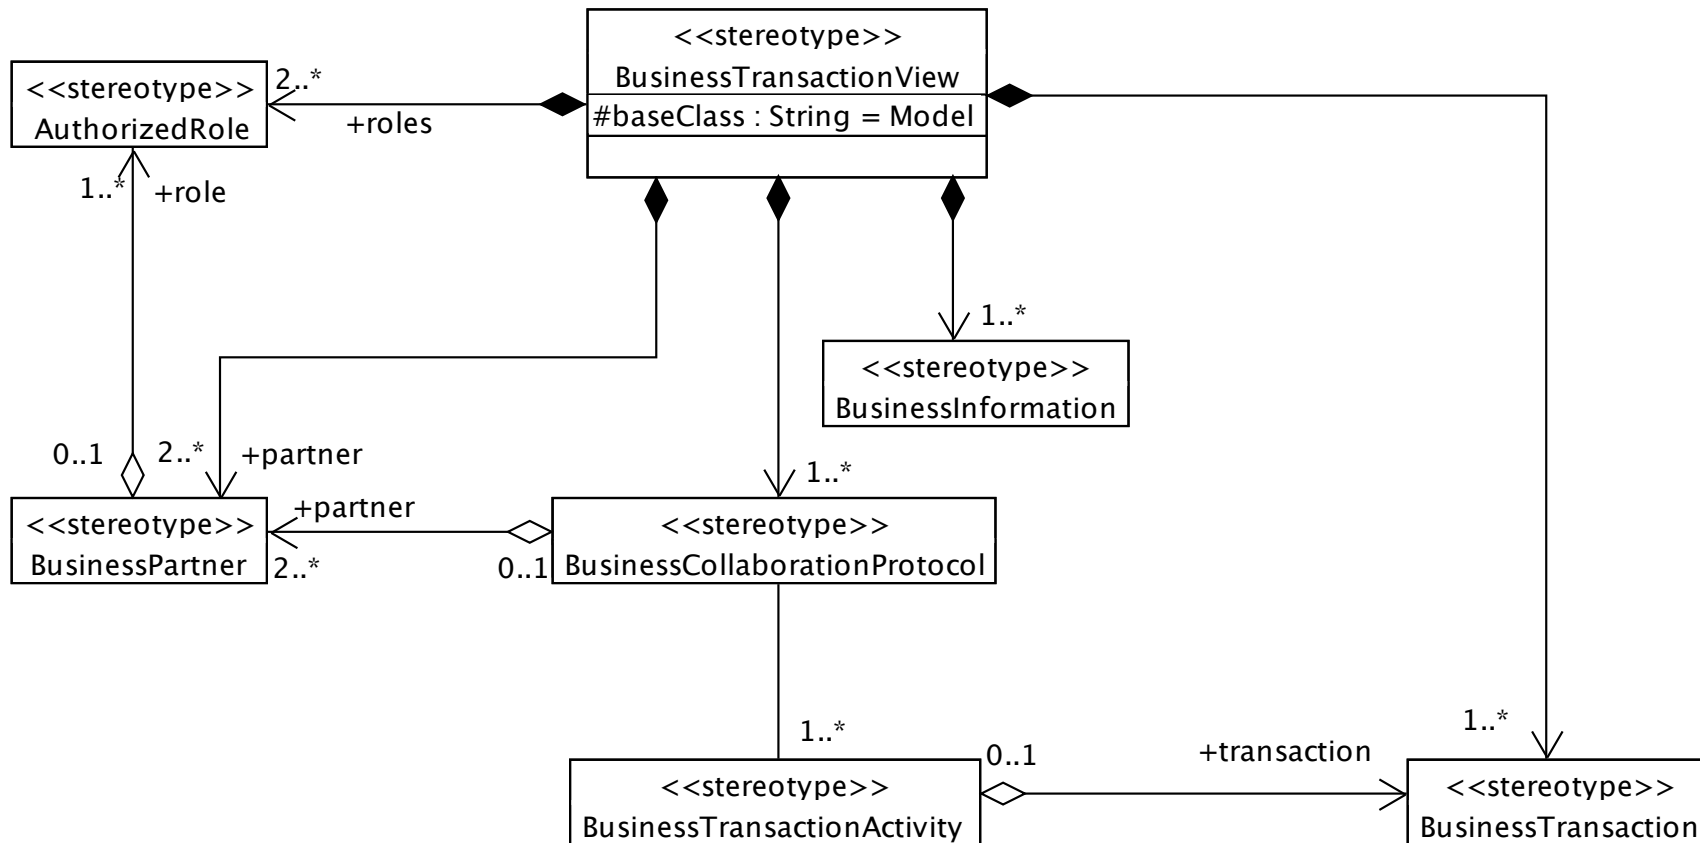 <<stereotype>>
BusinessTransactionView
#baseClass : String = Model
<<stereotype>>
AuthorizedRole
2..*
+roles
1..*
+role
1..*
<<stereotype>>
BusinessInformation
0..1
2..*
+partner
1..*
+partner
<<stereotype>>
BusinessPartner
2..*
0..1
<<stereotype>>
BusinessCollaborationProtocol
1..*
1..*
0..1
+transaction
<<stereotype>>
BusinessTransactionActivity
<<stereotype>>
BusinessTransaction